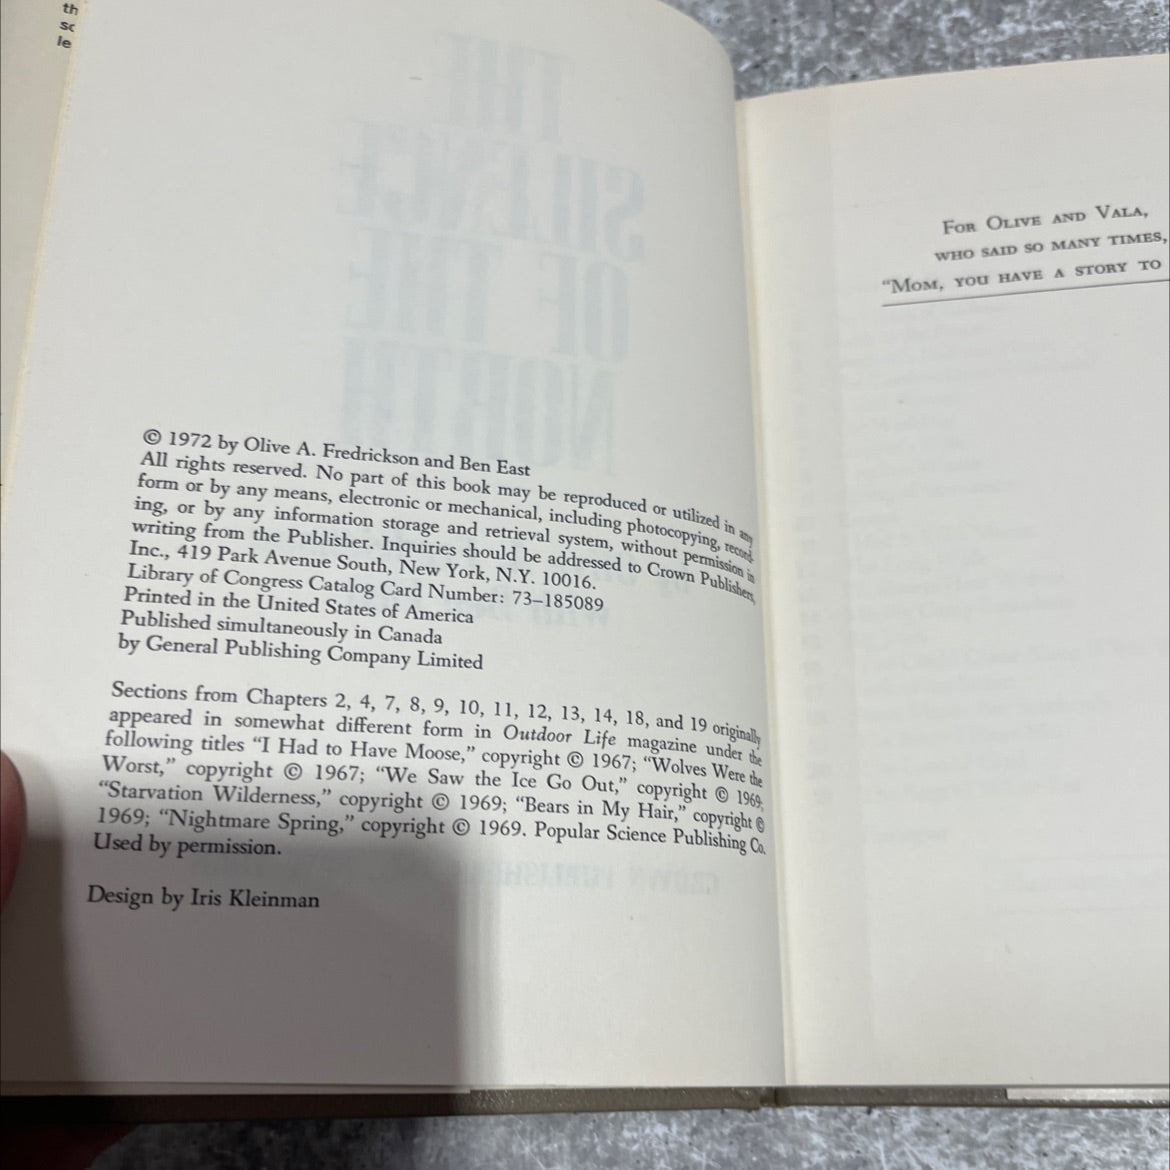 th
sc
le
THE
SILENCE
OF THE
NORTH
© 1972 by Olive A. Fredrickson and Ben East
All rights reserved. No part of this book may be reproduced or utilized in any
form or by any means, electronic or mechanical, including photocopying, record-
ing, or by any information storage and retrieval system, without permission in
writing from the Publisher. Inquiries should be addressed to Crown Publishers,
Inc., 419 Park Avenue South, New York, N.Y. 10016.
Library of Congress Catalog Card Number: 73–185089
Printed in the United States of America
Published simultaneously in Canada
by General Publishing Company Limited
Sections from Chapters 2, 4, 7, 8, 9, 10, 11, 12, 13, 14, 18, and 19 originally
appeared in somewhat different form in Outdoor Life magazine under the
following titles “I Had to Have Moose,” copyright © 1967; “Wolves Were the
Worst,” copyright © 1967; “We Saw the Ice Go Out,” copyright © 1969;
“Starvation Wilderness,” copyright © 1969; “Bears in My Hair,” copyright ©
1969; “Nightmare Spring,” copyright © 1969. Popular Science Publishing Co.
Used by permission.
Design by Iris Kleinman
For Olive and Vala,
who said so many times,
“Mom, you have a story to